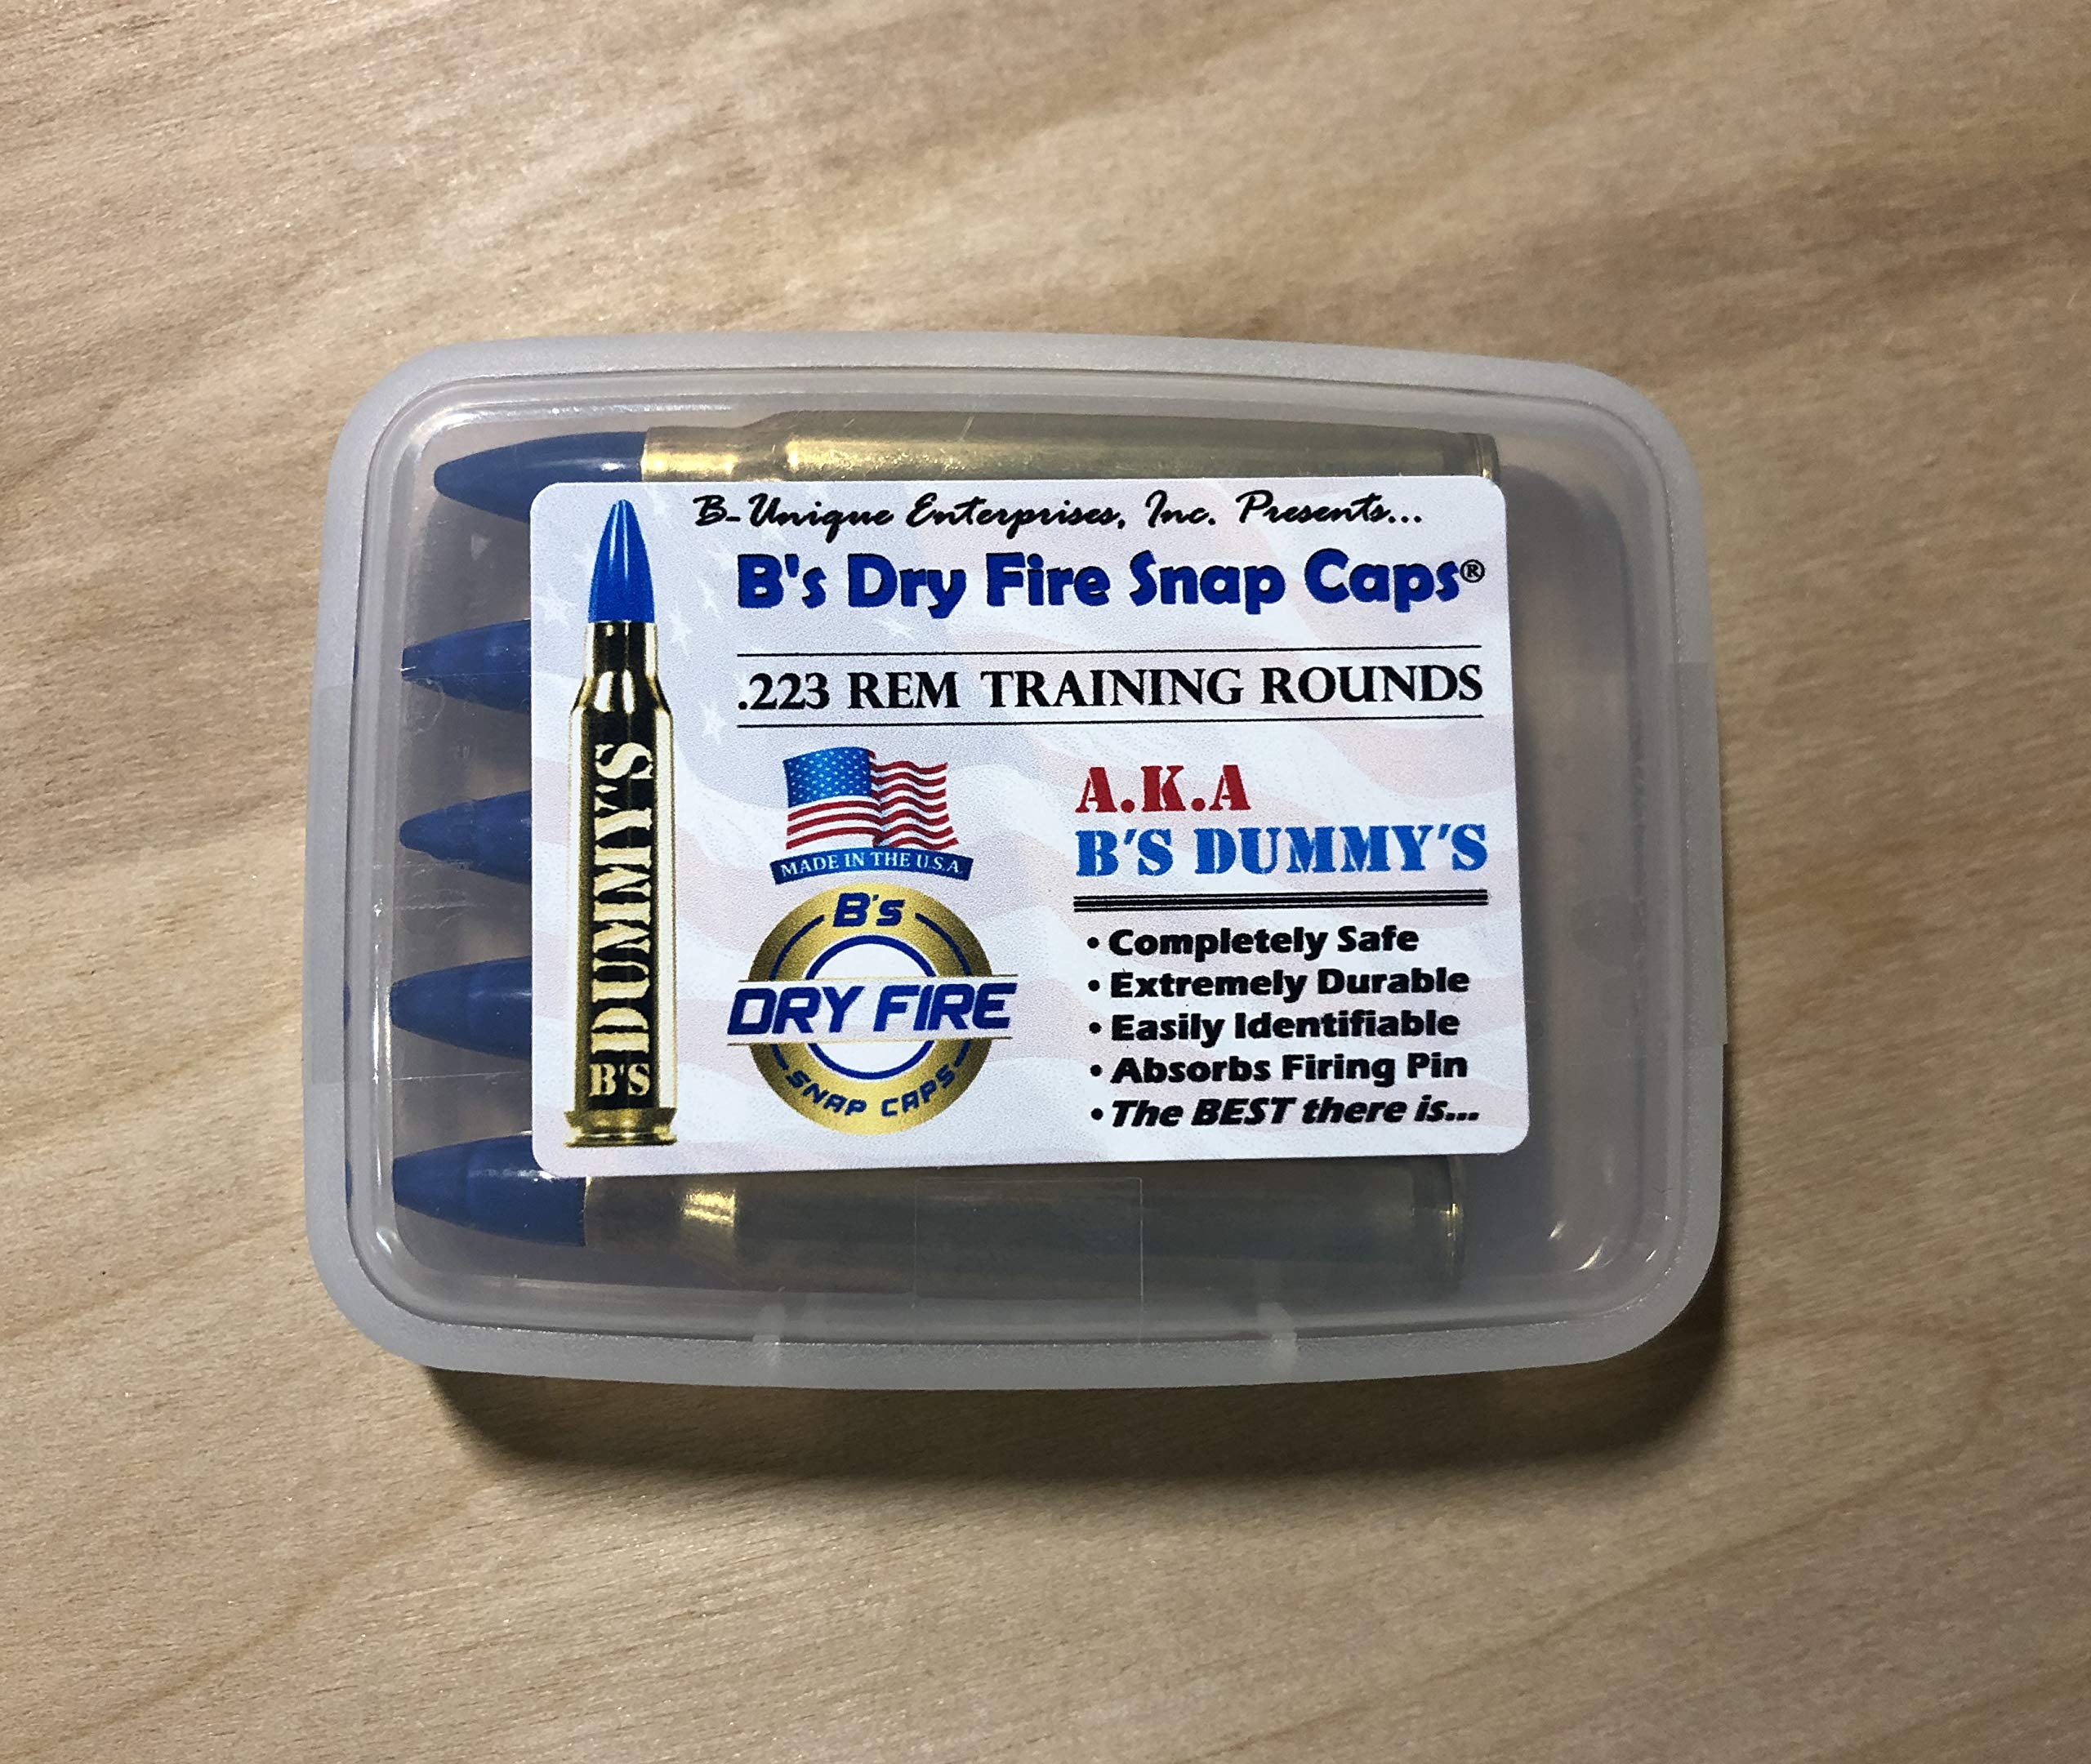 B-Unique Enterprises, Inc. Presents...
B's Dry Fire Snap Caps®
.223 REM TRAINING ROUNDS
B'S DUMMY'S
MADE IN THE U.S.A.
B's
DRY FIRE
SNAP CAPS
A.K.A
B'S DUMMY'S
• Completely Safe
• Extremely Durable
• Easily Identifiable
• Absorbs Firing Pin
• The BEST there is...